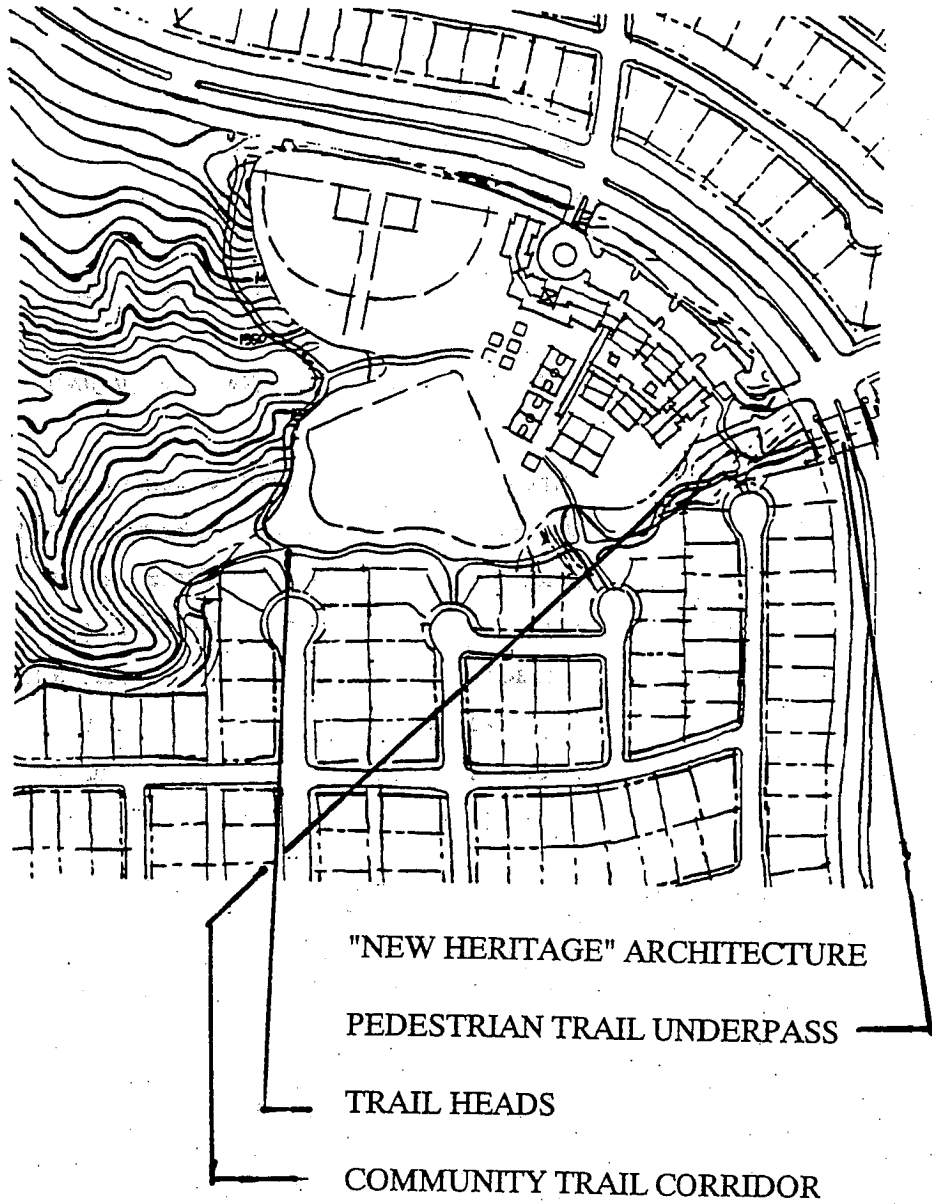 "NEW HERITAGE" ARCHITECTURE
PEDESTRIAN TRAIL UNDERPASS
TRAIL HEADS
COMMUNITY TRAIL CORRIDOR